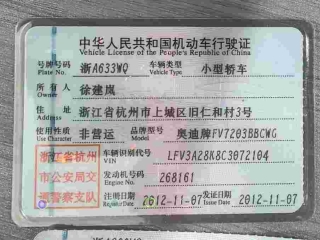 中华人民共和国机动车行驶证
Vehicle License of the People's Republic of China
号牌号码 Plate No. 浙A633WQ 车辆类型 Vehicle Type 小型轿车
所有人 Owner 徐建岚
住址 Address 浙江省杭州市上城区旧仁和村3号
使用性质 Use Character 非营运 品牌型号 Model 奥迪牌FV7203BBCWG
浙江省杭州
市公安局交
通警察支队
车辆识别代号 VIN LFV3A28K8C3072104
发动机号码 Engine No. 268161
注册日期 Register Date 2012-11-07 发证日期 Issue Date 2012-11-07